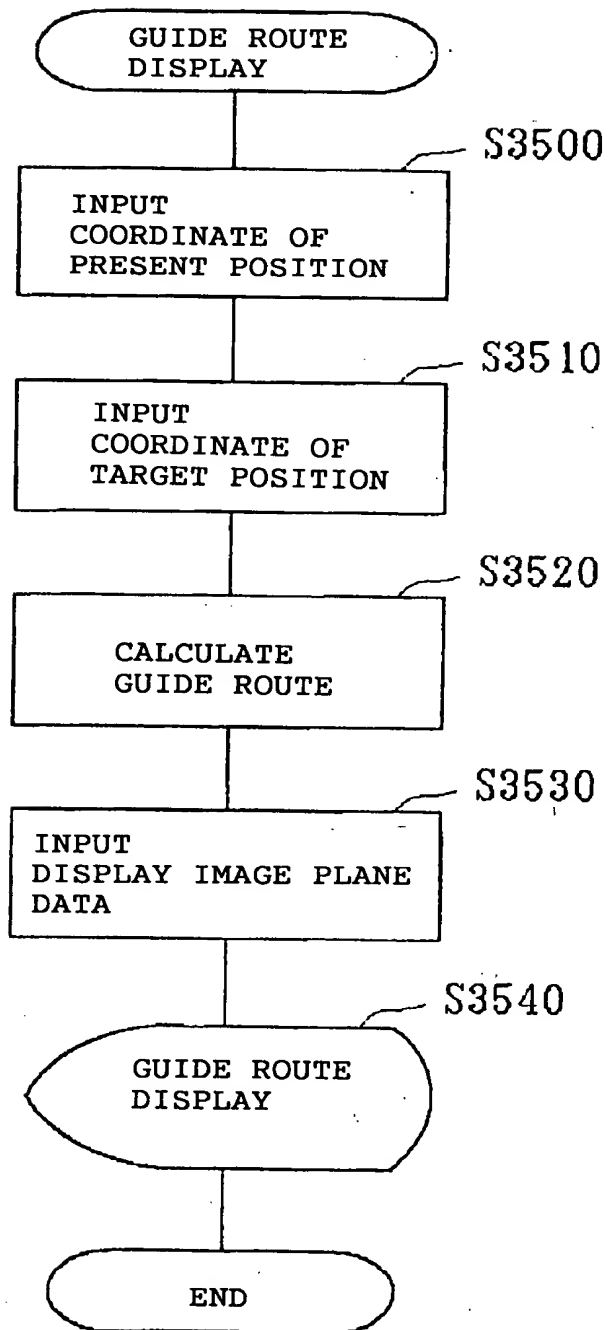 GUIDE ROUTE
DISPLAY
S3500
INPUT
COORDINATE OF
PRESENT POSITION
S3510
INPUT
COORDINATE OF
TARGET POSITION
S3520
CALCULATE
GUIDE ROUTE
S3530
INPUT
DISPLAY IMAGE PLANE
DATA
S3540
GUIDE ROUTE
DISPLAY
END